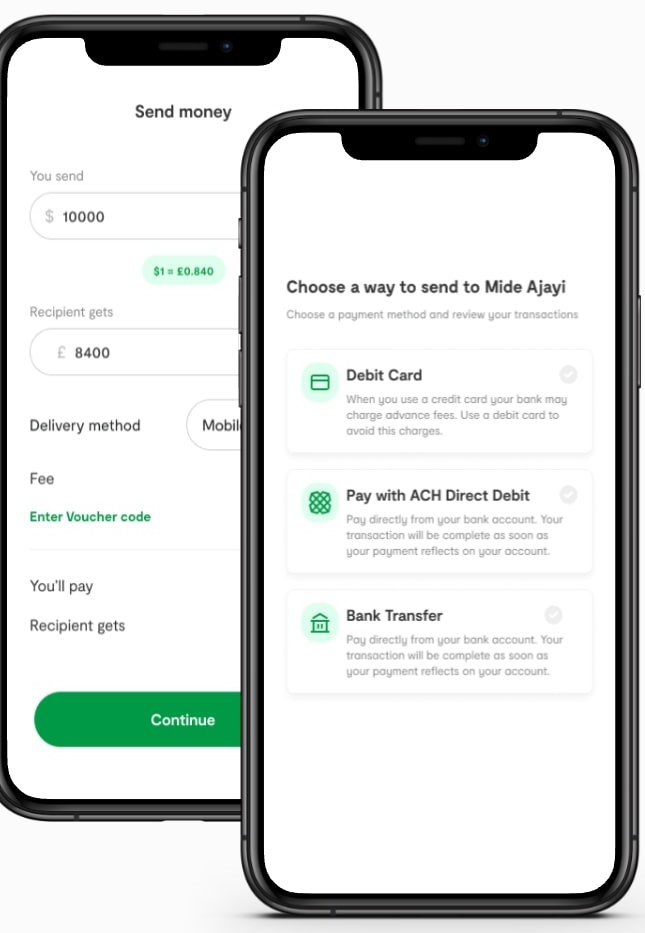 Send money
You send
$ 10000
$1 = £0.840
Recipient gets
£ 8400
Delivery method
Fee
Enter Voucher code
You'll pay
Recipient gets
Continue
Choose a way to send to Mide Ajayi
Choose a payment method and review your transactions
Debit Card
When you use a credit card your bank may
charge advance fees. Use a debit card to
avoid this charges.
Pay with ACH Direct Debit
Pay directly from your bank account. Your
transaction will be complete as soon as
your payment reflects on your account.
Bank Transfer
Pay directly from your bank account. Your
transaction will be complete as soon as
your payment reflects on your account.